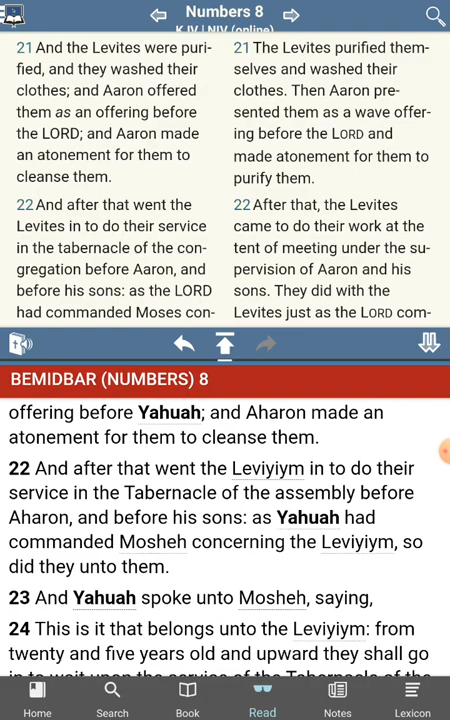 Numbers 8
KJV | NIV (online)
21 And the Levites were puri-
fied, and they washed their
clothes; and Aaron offered
them as an offering before
the LORD; and Aaron made
an atonement for them to
cleanse them.
22 And after that went the
Levites in to do their service
in the tabernacle of the con-
gregation before Aaron, and
before his sons: as the LORD
had commanded Moses con-
21 The Levites purified them-
selves and washed their
clothes. Then Aaron pre-
sented them as a wave offer-
ing before the LORD and
made atonement for them to
purify them.
22 After that, the Levites
came to do their work at the
tent of meeting under the su-
pervision of Aaron and his
sons. They did with the
Levites just as the LORD com-
BEMIDBAR (NUMBERS) 8
offering before Yahuah; and Aharon made an
atonement for them to cleanse them.
22 And after that went the Leviyiym in to do their
service in the Tabernacle of the assembly before
Aharon, and before his sons: as Yahuah had
commanded Mosheh concerning the Leviyiym, so
did they unto them.
23 And Yahuah spoke unto Mosheh, saying,
24 This is it that belongs unto the Leviyiym: from
twenty and five years old and upward they shall go
in to wait upon the service of the Tabernacle of the
Home
Search
Book
Read
Notes
Lexicon